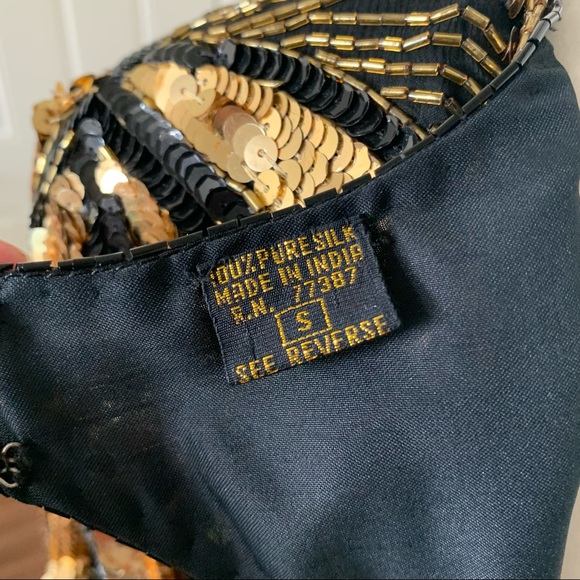 100% PURE SILK
MADE IN INDIA
R.N. 77387
S
SEE REVERSE